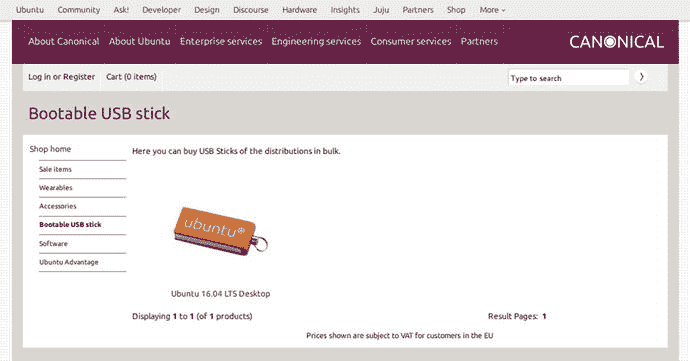 Ubuntu Community Ask! Developer Design Discourse Hardware Insights Juju Partners Shop More
About Canonical About Ubuntu Enterprise services Engineering services Consumer services Partners CANONICAL
Log in or Register Cart (0 items) Type to search
Bootable USB stick
Shop home
Here you can buy USB Sticks of the distributions in bulk.
Sale items
Wearables
Accessories
Bootable USB stick
Software
Ubuntu Advantage
ubuntu®
Ubuntu 16.04 LTS Desktop
Displaying 1 to 1 (of 1 products) Result Pages: 1
Prices shown are subject to VAT for customers in the EU